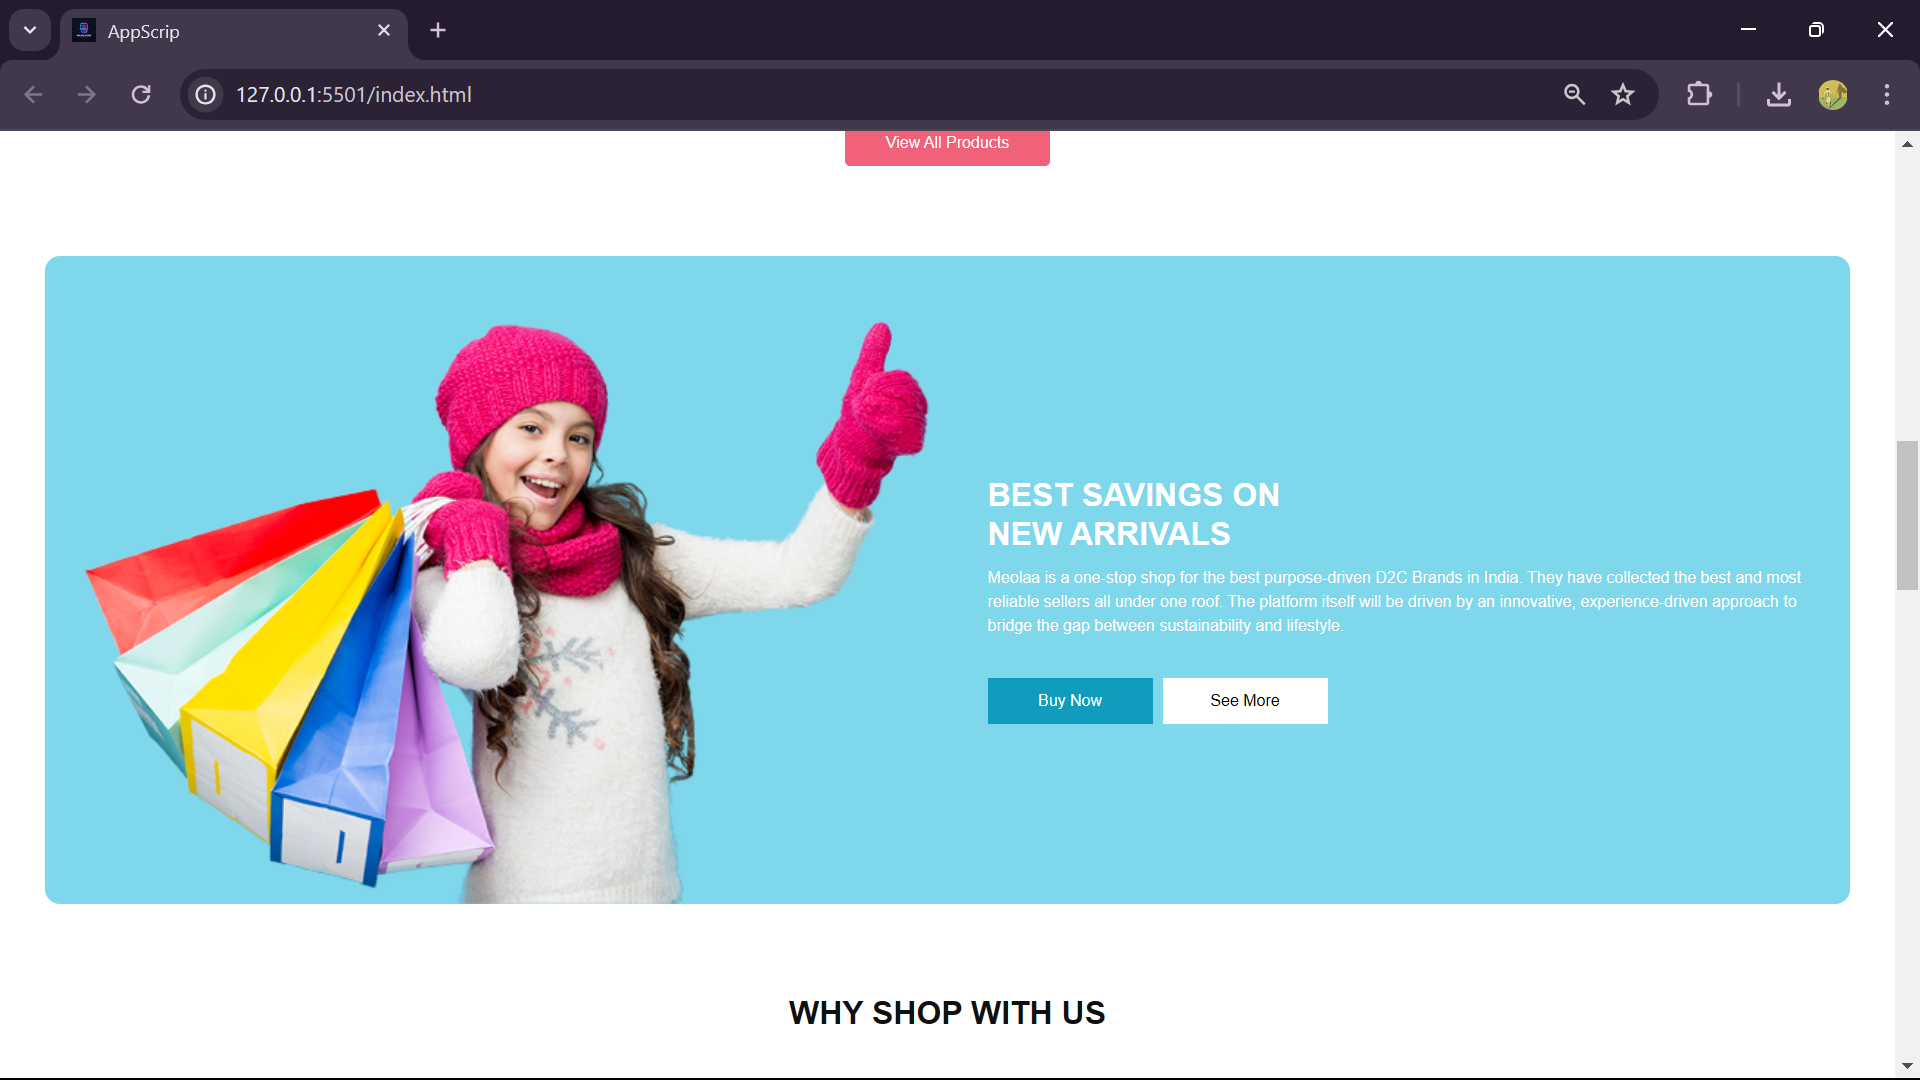 AppScrip
127.0.0.1:5501/index.html
View All Products
BEST SAVINGS ON
NEW ARRIVALS
Meolaa is a one-stop shop for the best purpose-driven D2C Brands in India. They have collected the best and most
reliable sellers all under one roof. The platform itself will be driven by an innovative, experience-driven approach to
bridge the gap between sustainability and lifestyle.
Buy Now
See More
WHY SHOP WITH US